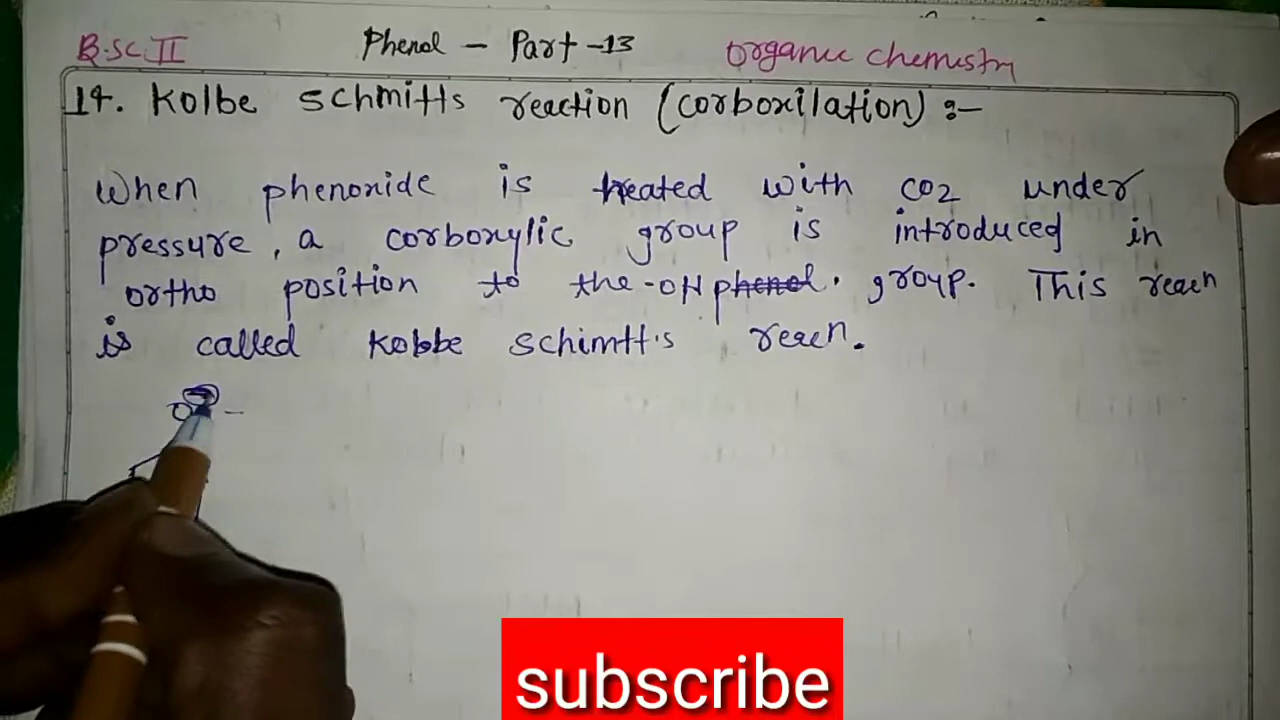 B.SC.II Phenol - Part-13 Organic chemistry
14. Kolbe schmitts reaction (corboxilation) :-
When phenoxide is treated with CO2 under
pressure, a corboxylic group is introduced in
ortho position to the -OH phenol. group. This reacn
is called Kobbe schimtt's reacn.
subscribe